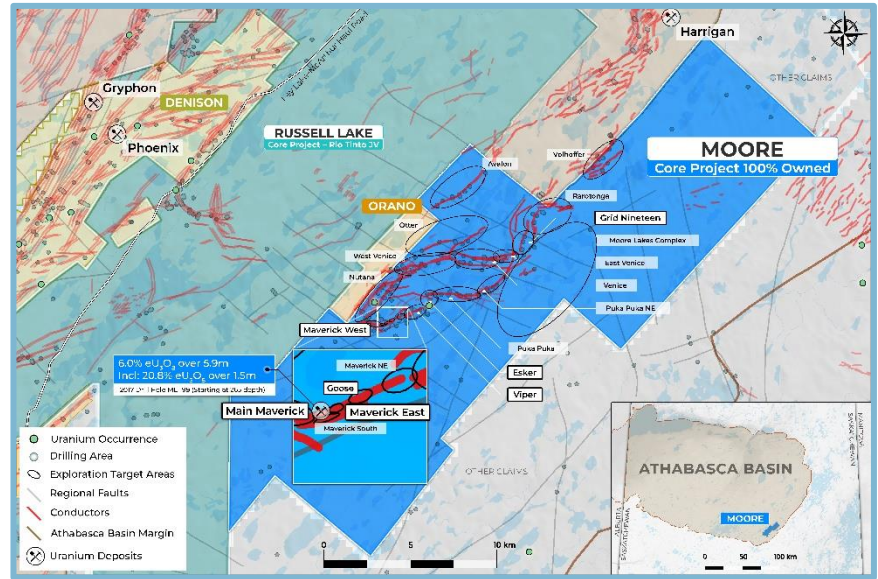 Harrigan
OTHER CLAIMS
Gryphon
DENISON
Phoenix
RUSSELL LAKE
Core Project – Rio Tinto JV
MOORE
Core Project 100% Owned
Avalon
Volhoffer
ORANO
Rarotonga
Otter
Grid Nineteen
Moore Lakes Complex
West Venice
East Venice
Nutana
Venice
Puka Puka NE
Maverick West
Puka Puka
6.0% eU3O8 over 5.9m
Incl: 20.8% eU3O8 over 1.5m
Esker
Viper
Maverick NE
Goose
Main Maverick
Maverick East
Maverick South
Uranium Occurrence
Drilling Area
Exploration Target Areas
Regional Faults
Conductors
Athabasca Basin Margin
Uranium Deposits
OTHER CLAIMS
0 5 10 km
ATHABASCA BASIN
MOORE
ALBERTA
SASKATCHEWAN
MANITOBA
SASKATCHEWAN
0 50 100 km